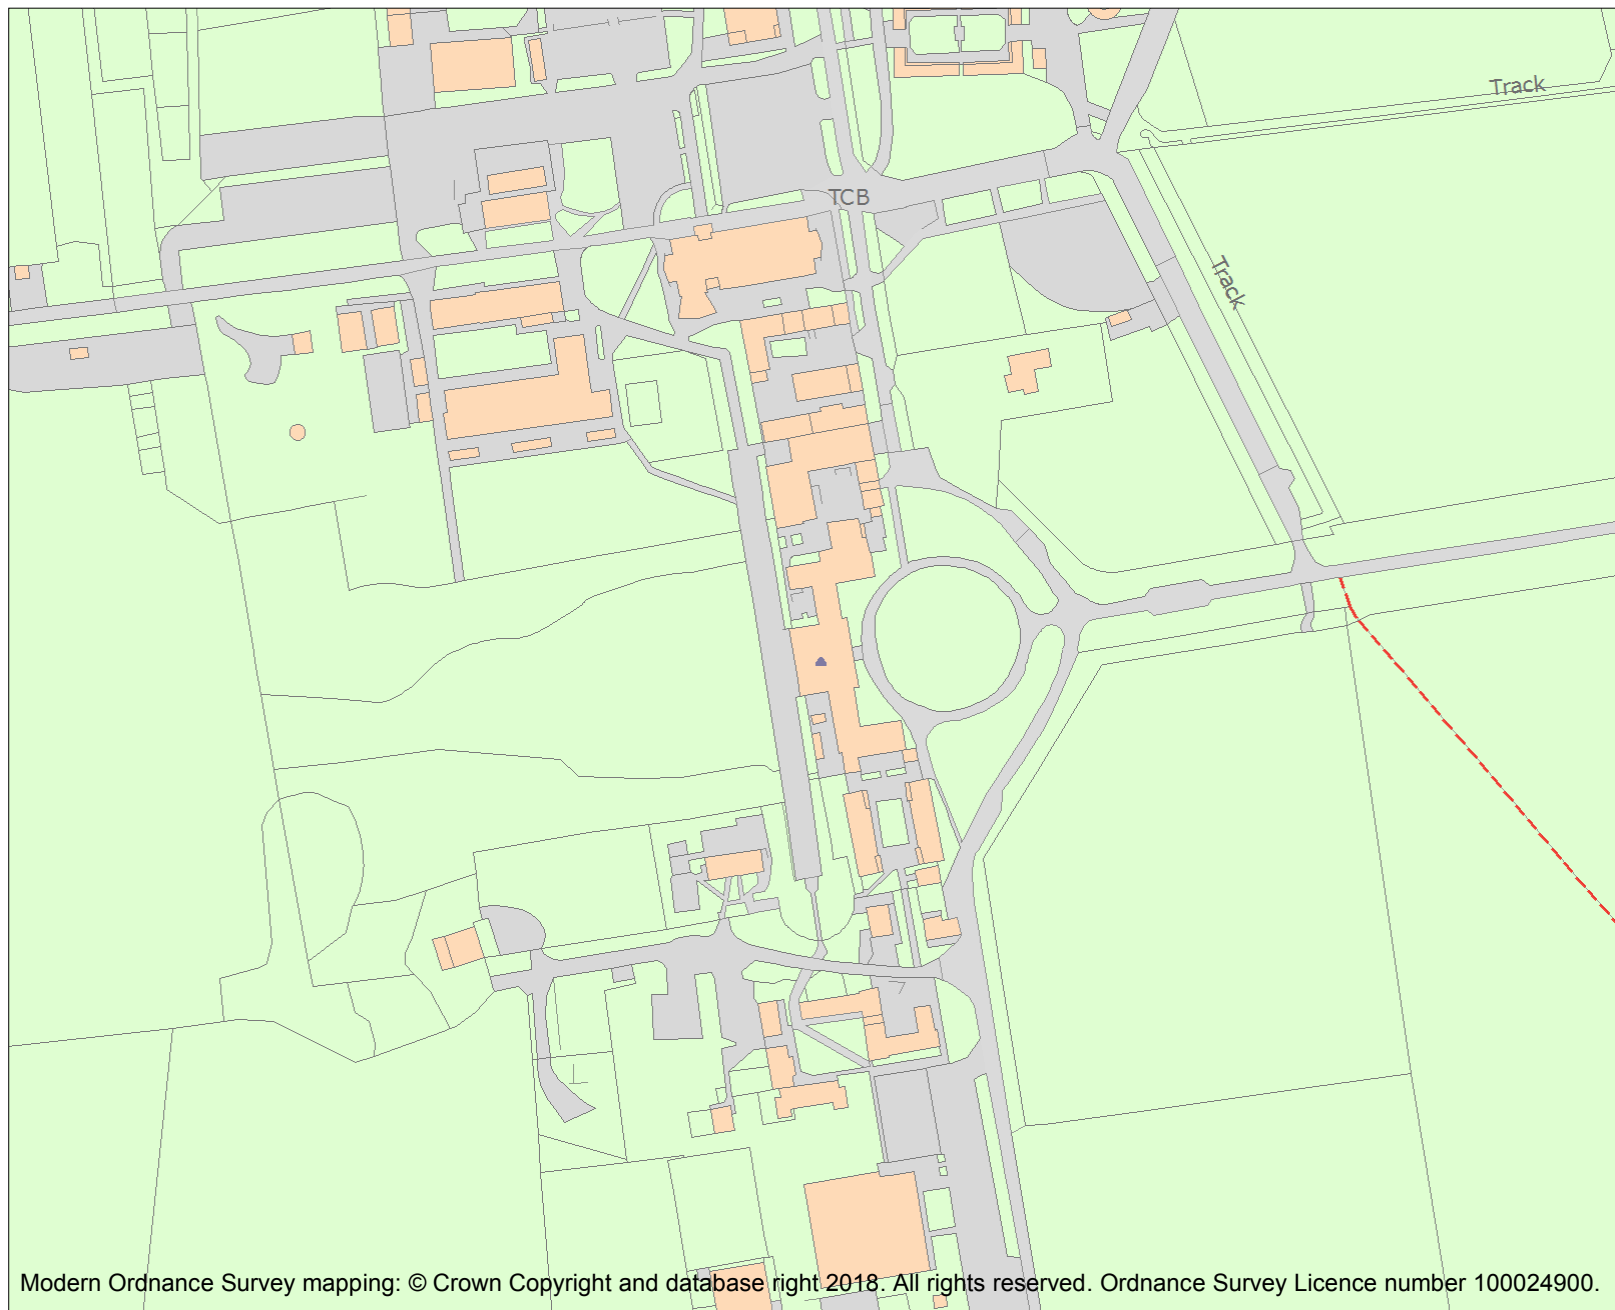 Track
TCB
Track
Modern Ordnance Survey mapping: © Crown Copyright and database right 2018. All rights reserved. Ordnance Survey Licence number 100024900.